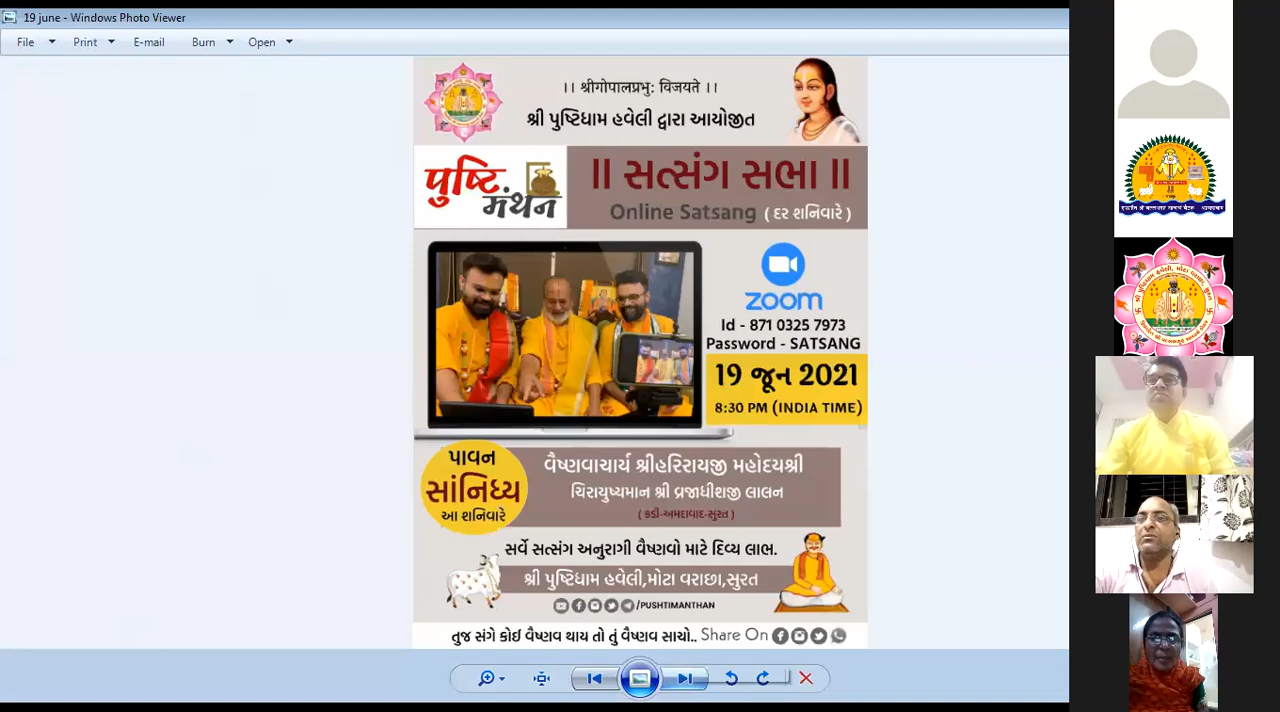 19 june - Windows Photo Viewer
File Print E-mail Burn Open
।। श्रीगोपालप्रभुः विजयते ।।
શ્રી પુષ્ટિધામ હવેલી દ્વારા આયોજીત
પુષ્ટિ.
મંથન
॥ સત્સંગ સભા ॥
Online Satsang ( દર શનિવારે )
zoom
Id - 871 0325 7973
Password - SATSANG
19 જૂન 2021
8:30 PM (INDIA TIME)
પાવન
સાંનિધ્ય
આ શનિવારે
વૈષ્ણવાચાર્ય શ્રીહરિરાયજી મહોદયશ્રી
ચિરાયુષ્યમાન શ્રી વ્રજાધીશજી લાલન
( કડી-અમદાવાદ-સુરત )
સર્વે સત્સંગ અનુરાગી વૈષ્ણવો માટે દિવ્ય લાભ.
શ્રી પુષ્ટિધામ હવેલી,મોટા વરાછા,સુરત
/PUSHTIMANTHAN
તુજ સંગે કોઈ વૈષ્ણવ થાય તો તું વૈષ્ણવ સાચો.. Share On